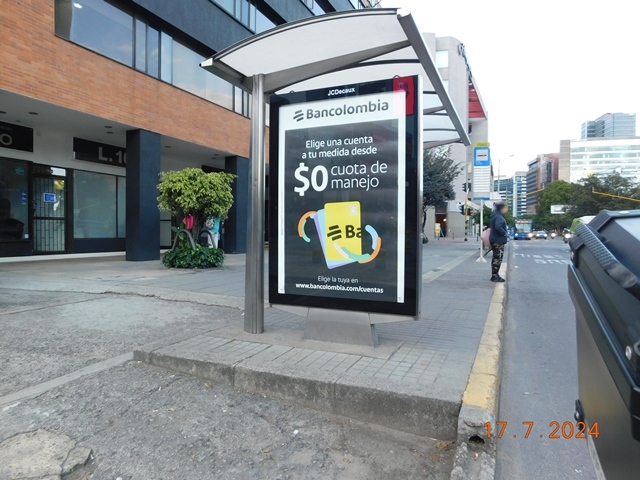 JCDecaux
Bancolombia
Elige una cuenta
a tu medida desde
$0 cuota de
manejo
Ba
Elige la tuya en
www.bancolombia.com/cuentas
L.10
17.7.2024